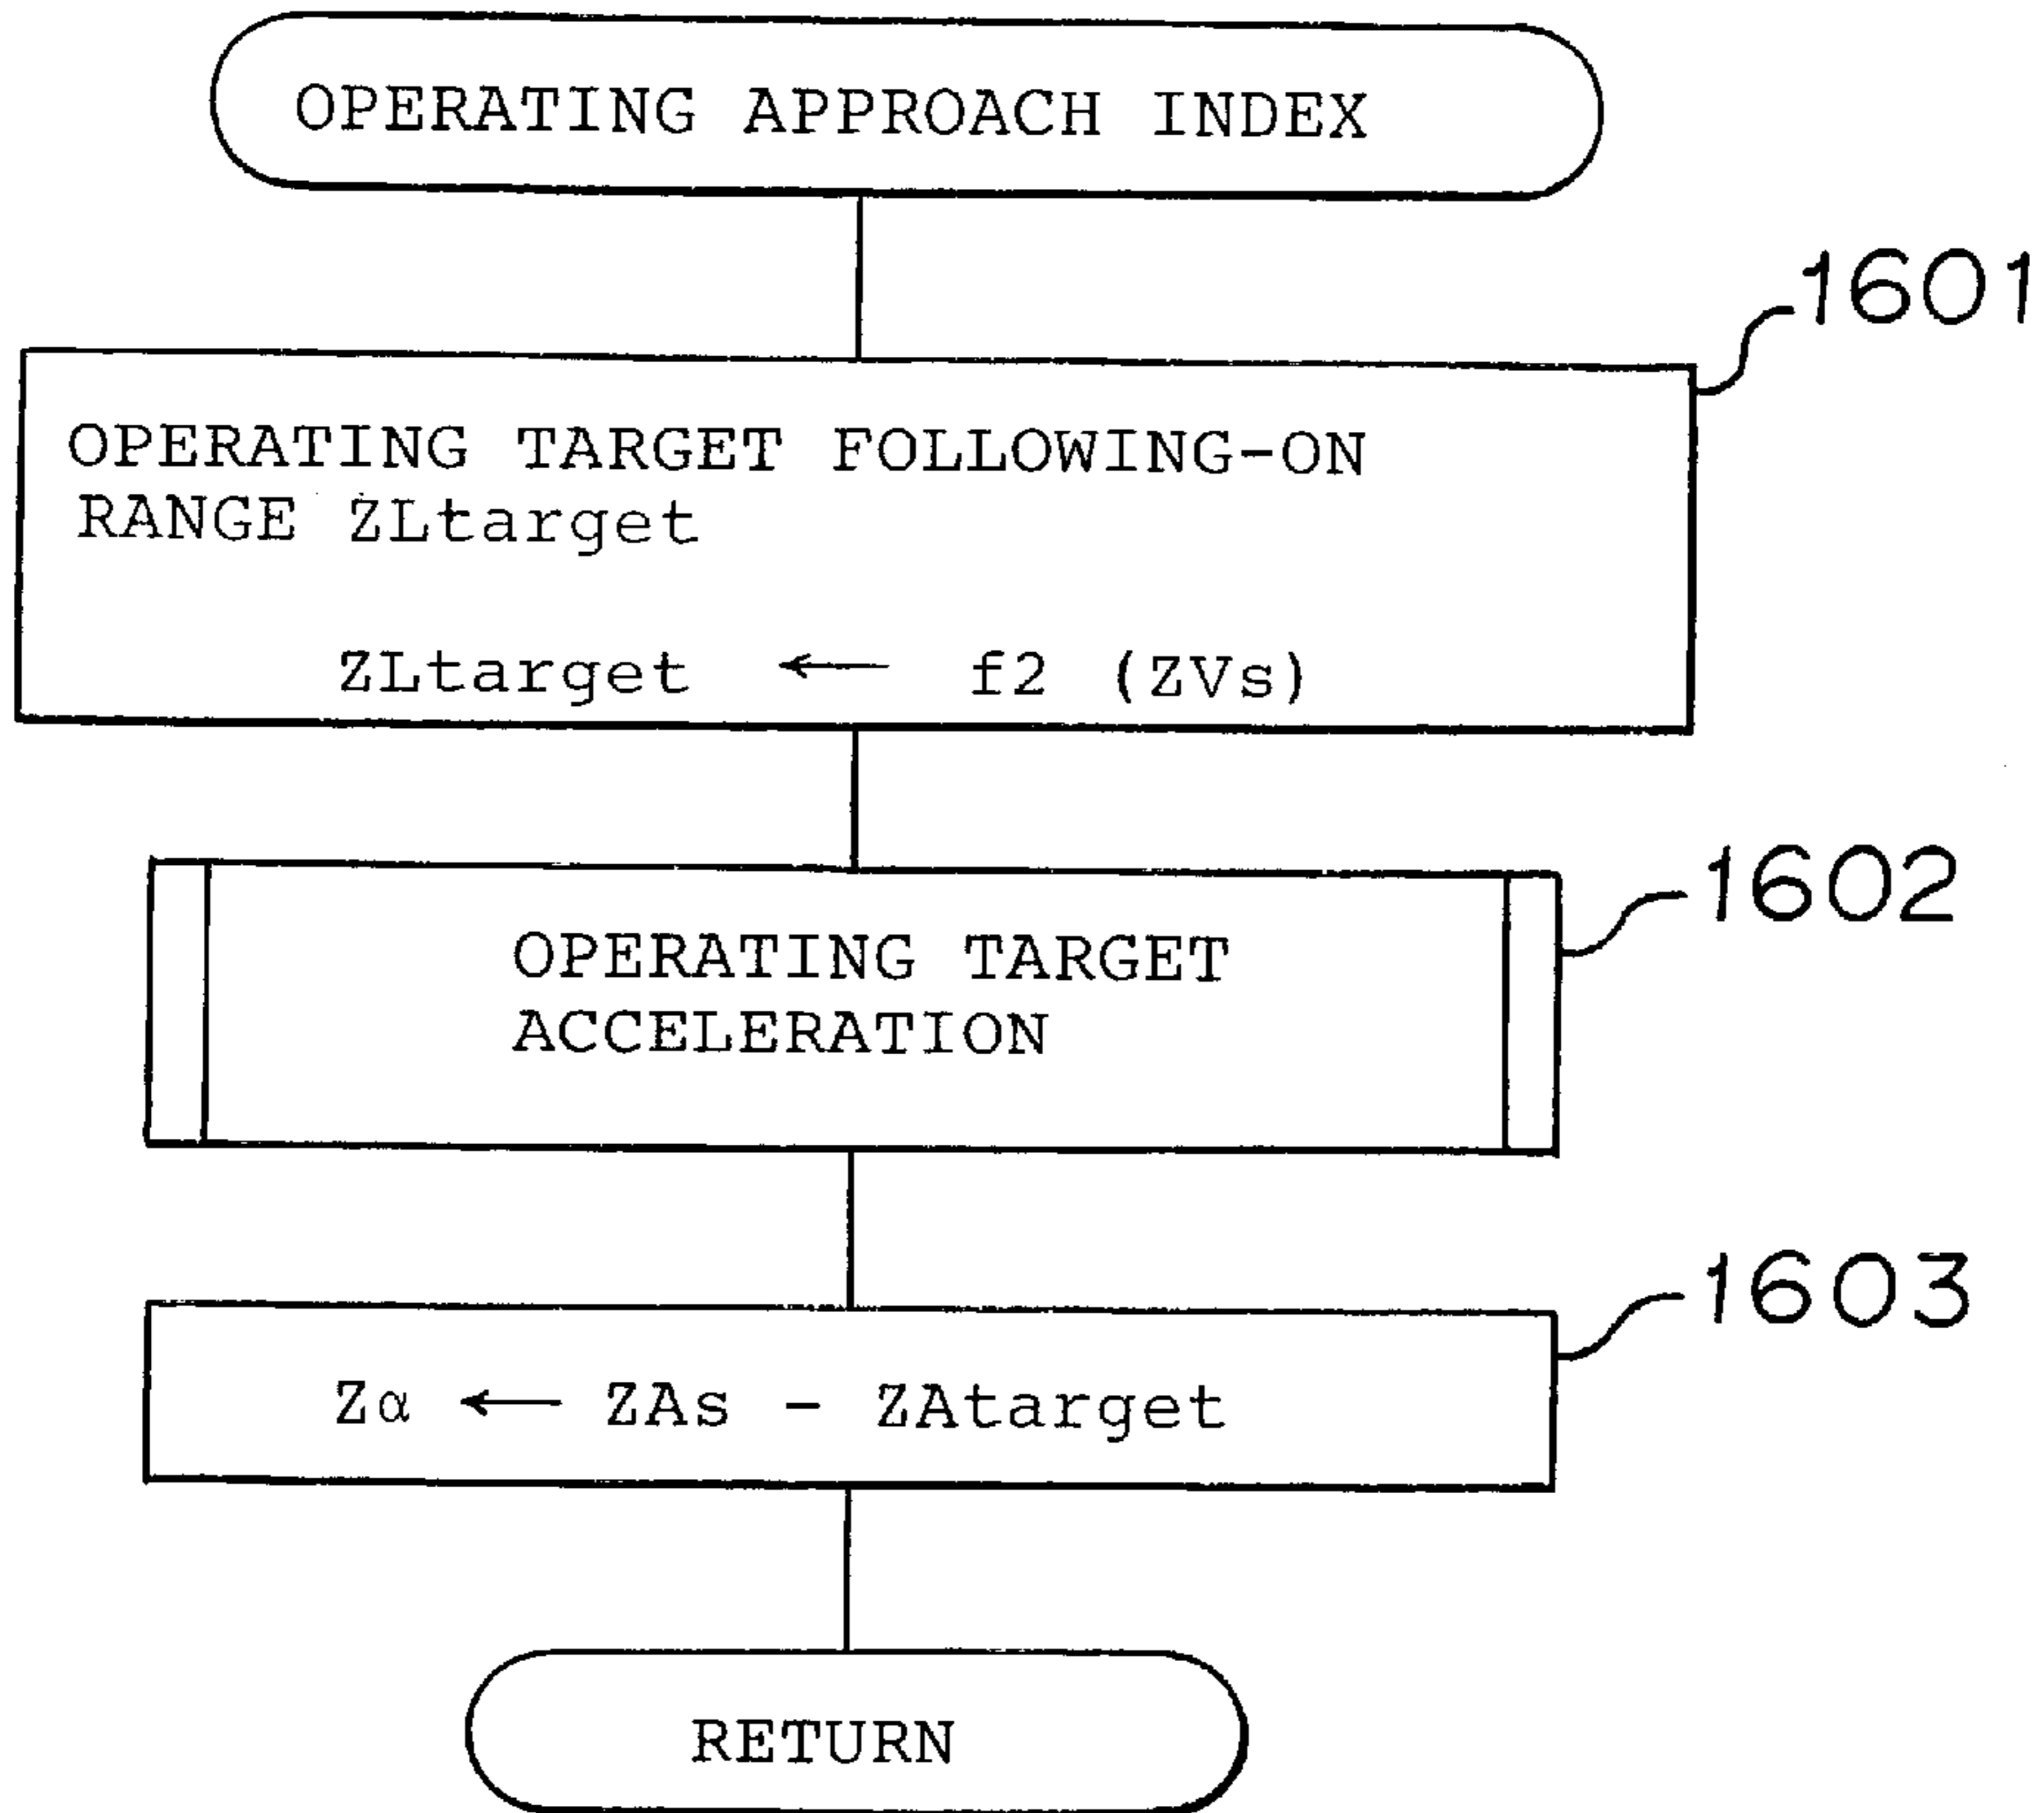 OPERATING APPROACH INDEX
1601
OPERATING TARGET FOLLOWING-ON
RANGE ZLtarget
ZLtarget ← f2 (ZVs)
1602
OPERATING TARGET
ACCELERATION
1603
Zα ← ZAs - ZAtarget
RETURN